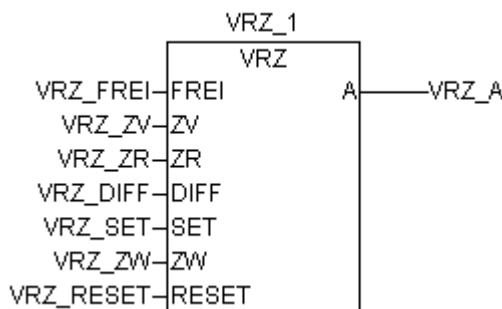 VRZ_1
VRZ
VRZ_FREI FREI A VRZ_A
VRZ_ZV ZV
VRZ_ZR ZR
VRZ_DIFF DIFF
VRZ_SET SET
VRZ_ZW ZW
VRZ_RESET RESET